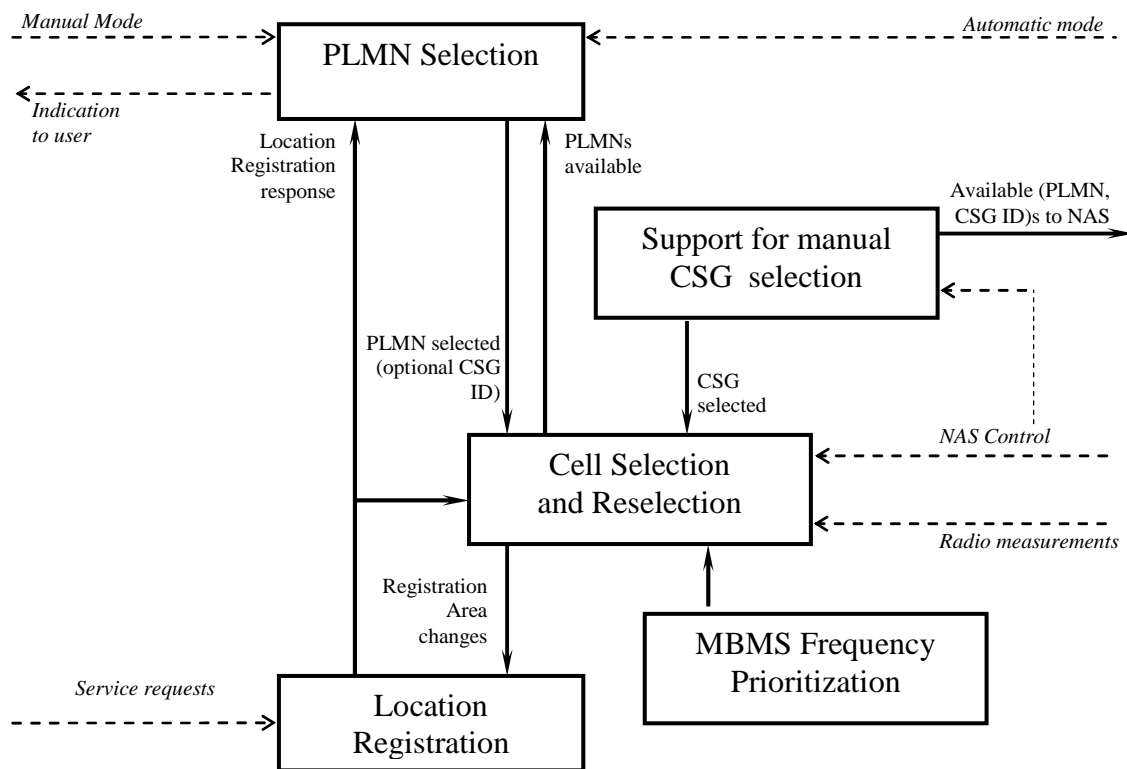 Manual Mode
Automatic mode
PLMN Selection
Indication
to user
Location
Registration
response
PLMNs
available
Available (PLMN,
CSG ID)s to NAS
Support for manual
CSG selection
PLMN selected
(optional CSG
ID)
CSG
selected
NAS Control
Cell Selection
and Reselection
Radio measurements
Registration
Area
changes
MBMS Frequency
Prioritization
Service requests
Location
Registration